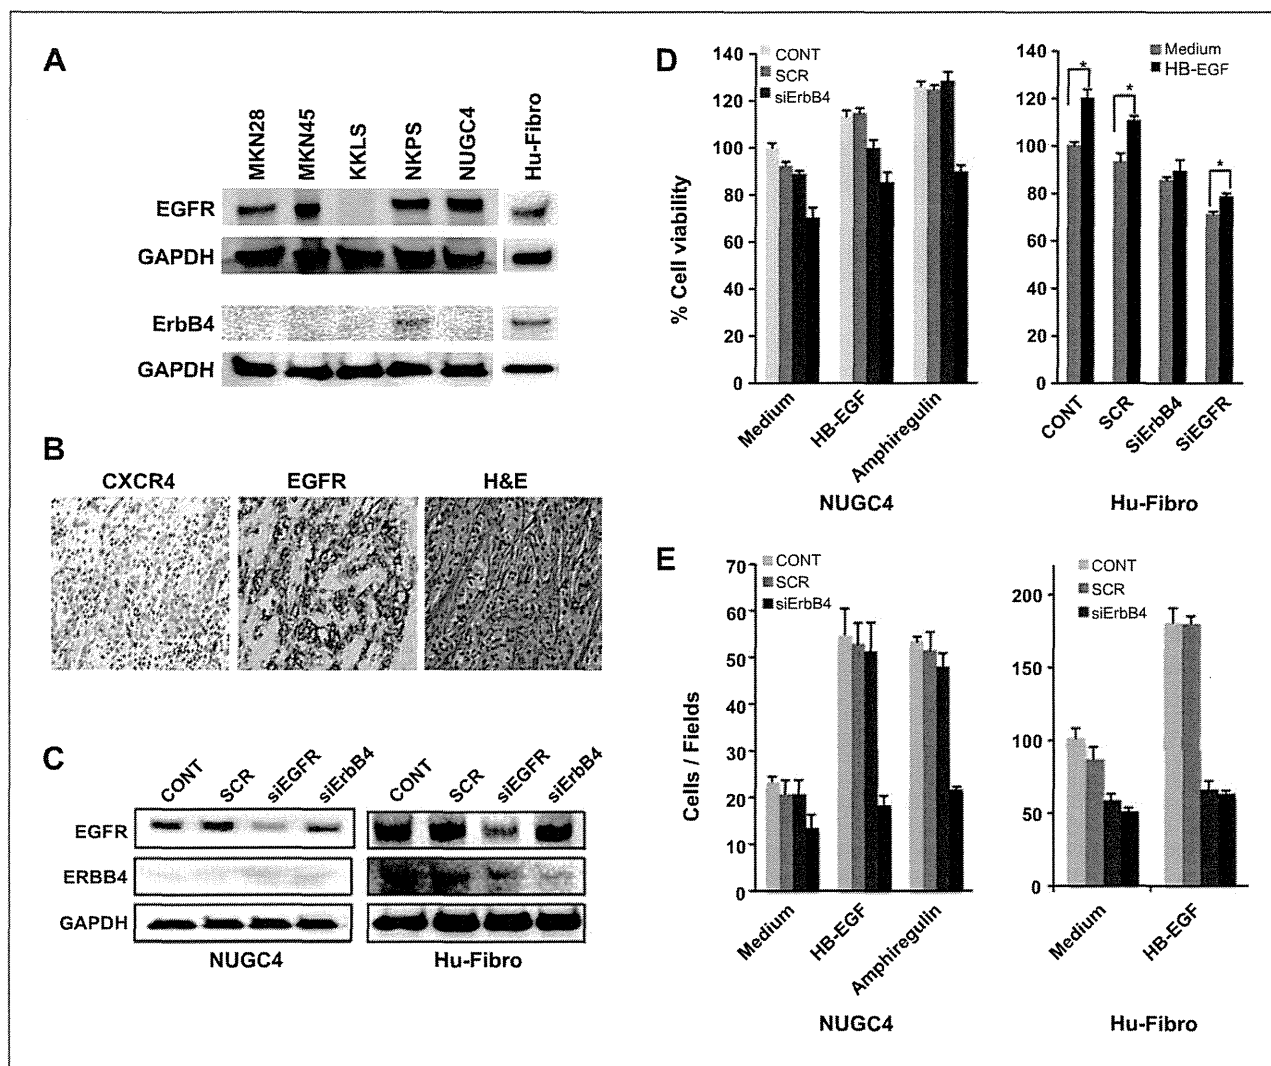 A
MKN28
MKN45
KKLS
NKPS
NUGC4
Hu-Fibro
EGFR
GAPDH
ErbB4
GAPDH
B
CXCR4
EGFR
H&E
C
CONT
SCR
siEGFR
siErbB4
CONT
SCR
siEGFR
siErbB4
EGFR
ERBB4
GAPDH
NUGC4
Hu-Fibro
D
% Cell viability
140
120
100
80
60
40
20
0
CONT
SCR
siErbB4
Medium
HB-EGF
Amphiregulin
NUGC4
140
120
100
80
60
40
20
0
Medium
HB-EGF
*
*
*
CONT
SCR
SiErbB4
SiEGFR
Hu-Fibro
E
Cells / Fields
70
60
50
40
30
20
10
0
CONT
SCR
siErbB4
Medium
HB-EGF
Amphiregulin
NUGC4
200
150
100
50
0
CONT
SCR
siErbB4
Medium
HB-EGF
Hu-Fibro